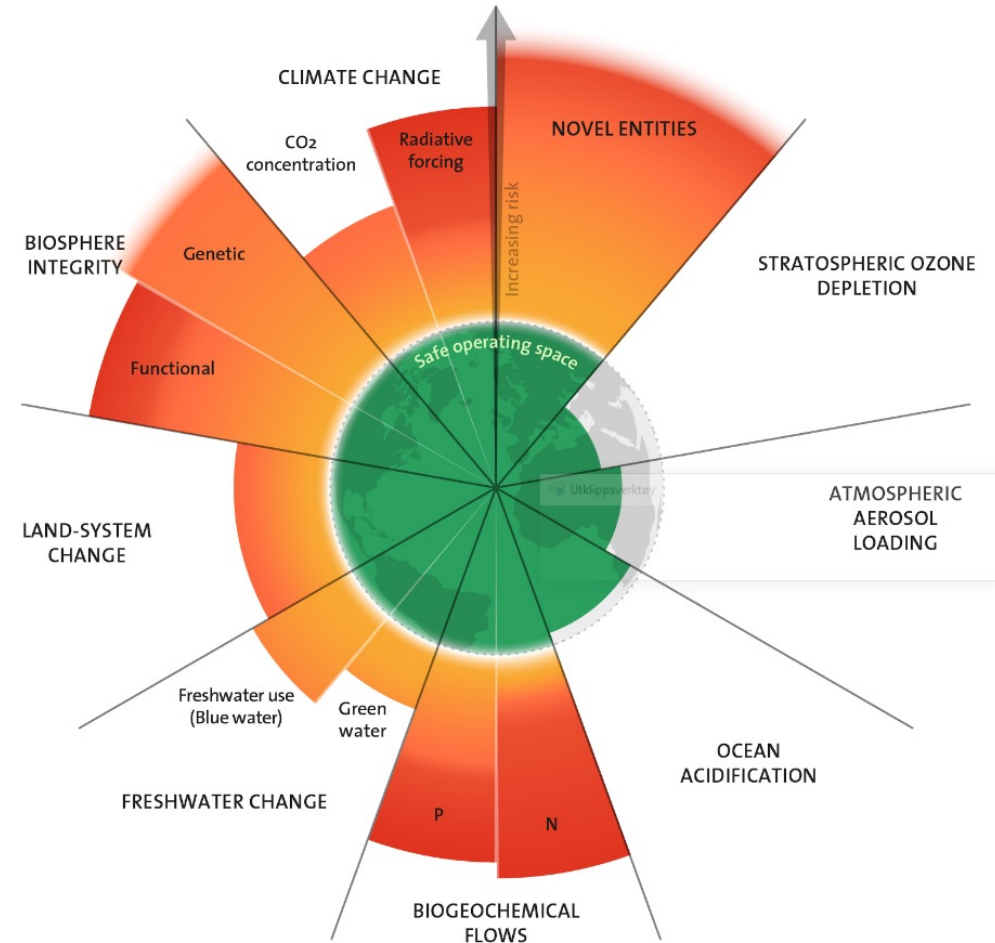 CLIMATE CHANGE
CO2
concentration
Radiative
forcing
Increasing risk
NOVEL ENTITIES
STRATOSPHERIC OZONE
DEPLETION
BIOSPHERE
INTEGRITY
Genetic
Functional
Safe operating space
Utklippsverktøy
ATMOSPHERIC
AEROSOL
LOADING
LAND-SYSTEM
CHANGE
Freshwater use
(Blue water)
Green
water
FRESHWATER CHANGE
P
N
OCEAN
ACIDIFICATION
BIOGEOCHEMICAL
FLOWS